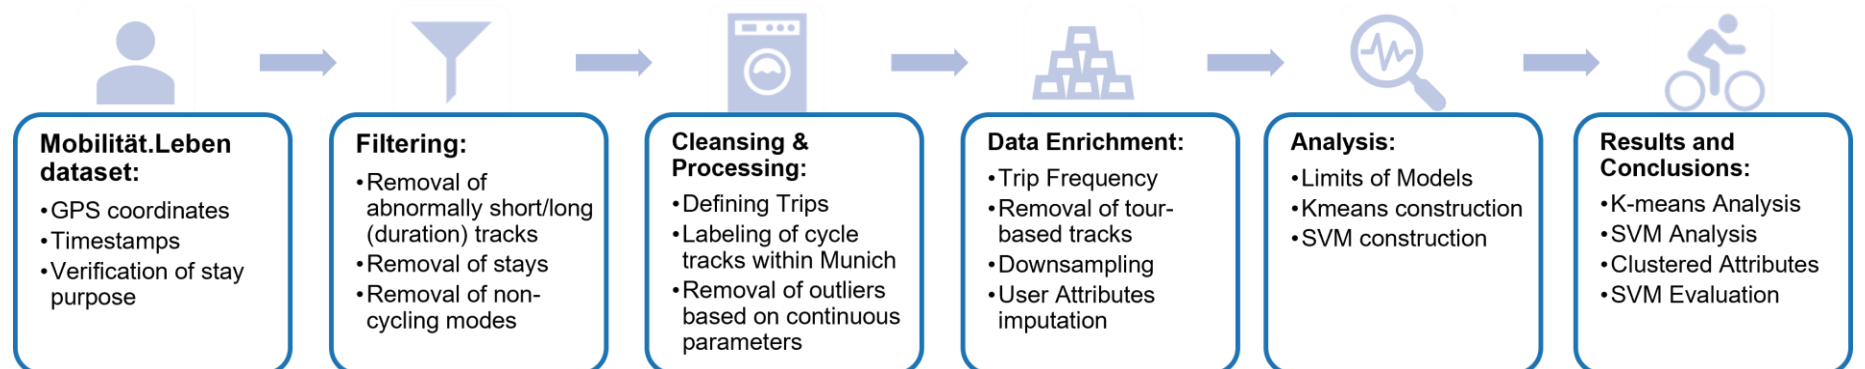 Mobilität.Leben
dataset:
•GPS coordinates
•Timestamps
•Verification of stay
purpose
Filtering:
•Removal of
abnormally short/long
(duration) tracks
•Removal of stays
•Removal of non-
cycling modes
Cleansing &
Processing:
•Defining Trips
•Labeling of cycle
tracks within Munich
•Removal of outliers
based on continuous
parameters
Data Enrichment:
•Trip Frequency
•Removal of tour-
based tracks
•Downsampling
•User Attributes
imputation
Analysis:
•Limits of Models
•Kmeans construction
•SVM construction
Results and
Conclusions:
•K-means Analysis
•SVM Analysis
•Clustered Attributes
•SVM Evaluation